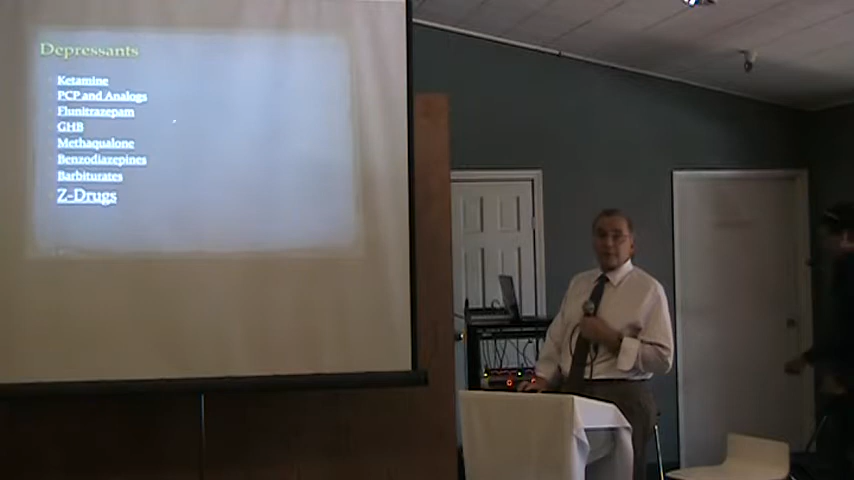 Depressants
Ketamine
PCP and Analogs
Flunitrazepam
GHB
Methaqualone
Benzodiazepines
Barbiturates
Z-Drugs